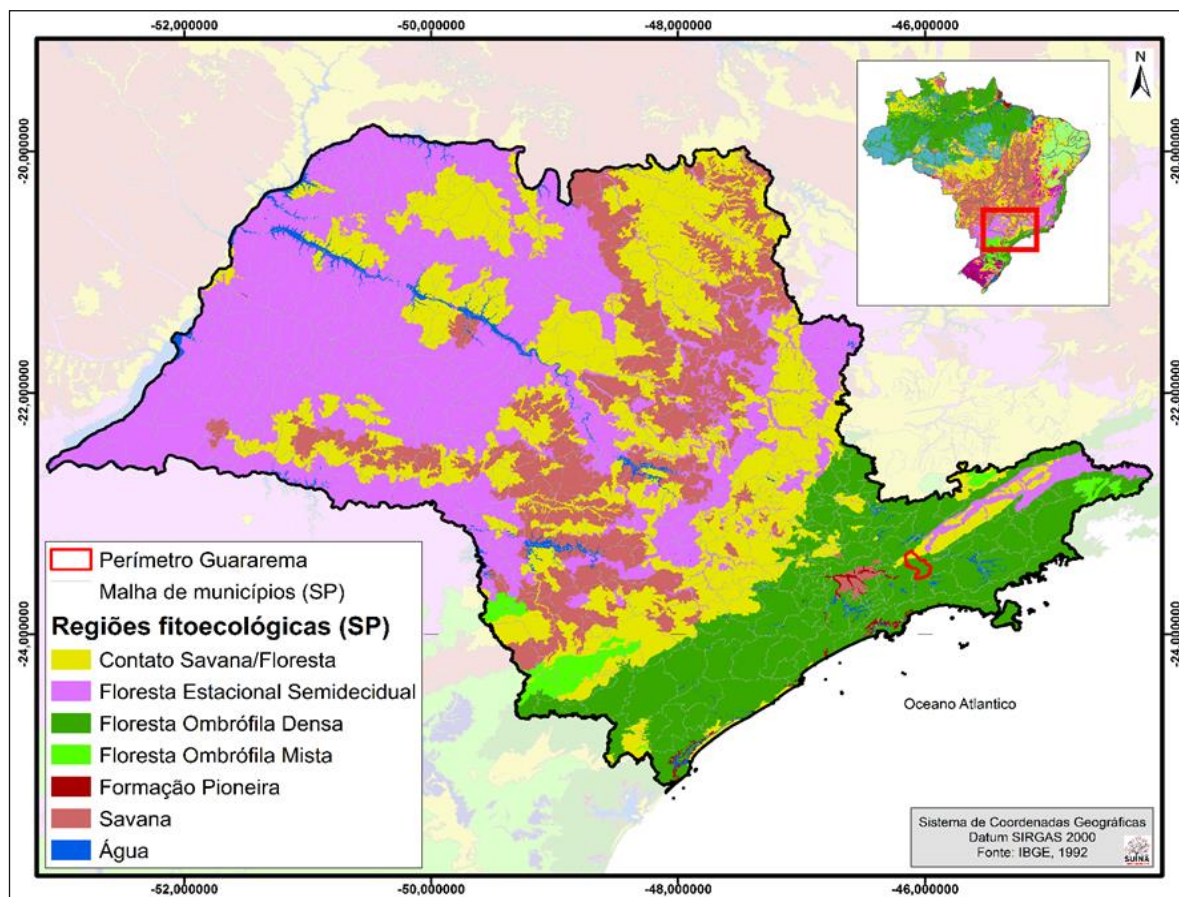 -52,000000 -50,000000 -48,000000 -46,000000
N
-20,000000 -20,000000
-22,000000 -22,000000
-24,000000 -24,000000
Oceano Atlantico
Perímetro Guararema
Malha de municípios (SP)
Regiões fitoecológicas (SP)
Contato Savana/Floresta
Floresta Estacional Semidecidual
Floresta Ombrófila Densa
Floresta Ombrófila Mista
Formação Pioneira
Savana
Água
Sistema de Coordenadas Geográficas
Datum SIRGAS 2000
Fonte: IBGE, 1992
SUINÃ
-52,000000 -50,000000 -48,000000 -46,000000